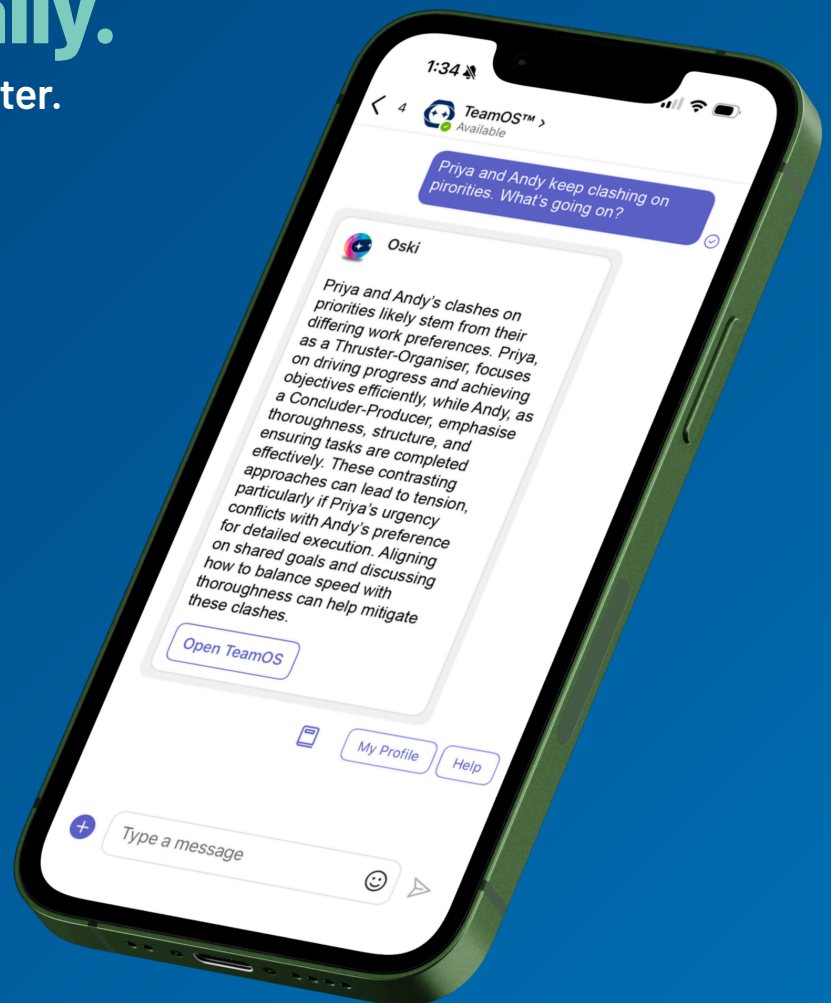 ally.
ter.
1:34
4
TeamOS™ >
Available
Priya and Andy keep clashing on
pirorities. What's going on?
Oski
Priya and Andy's clashes on
priorities likely stem from their
differing work preferences. Priya,
as a Thruster-Organiser, focuses
on driving progress and achieving
objectives efficiently, while Andy, as
a Concluder-Producer, emphasise
thoroughness, structure, and
ensuring tasks are completed
effectively. These contrasting
approaches can lead to tension,
particularly if Priya's urgency
conflicts with Andy's preference
for detailed execution. Aligning
on shared goals and discussing
how to balance speed with
thoroughness can help mitigate
these clashes.
Open TeamOS
My Profile
Help
Type a message